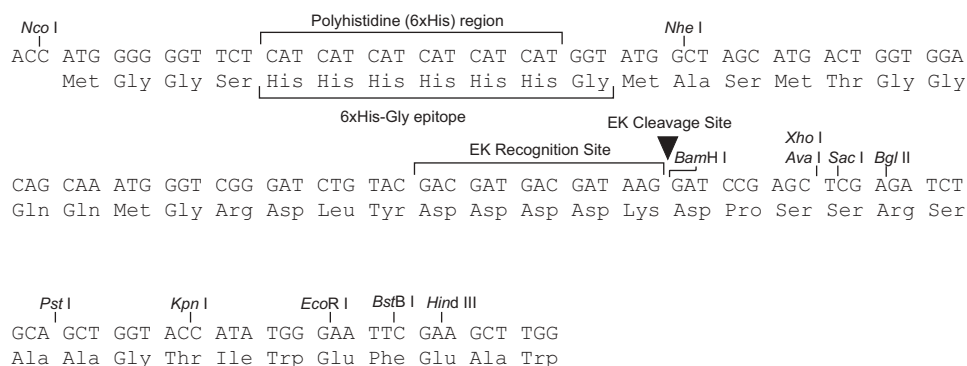 Polyhistidine (6xHis) region
Nco I Nhe I
ACC ATG GGG GGT TCT CAT CAT CAT CAT CAT CAT GGT ATG GCT AGC ATG ACT GGT GGA
Met Gly Gly Ser His His His His His His Gly Met Ala Ser Met Thr Gly Gly
6xHis-Gly epitope
EK Cleavage Site
Xho I
EK Recognition Site BamH I Ava I Sac I Bgl II
CAG CAA ATG GGT CGG GAT CTG TAC GAC GAT GAC GAT AAG GAT CCG AGC TCG AGA TCT
Gln Gln Met Gly Arg Asp Leu Tyr Asp Asp Asp Asp Lys Asp Pro Ser Ser Arg Ser
Pst I Kpn I EcoR I BstB I Hind III
GCA GCT GGT ACC ATA TGG GAA TTC GAA GCT TGG
Ala Ala Gly Thr Ile Trp Glu Phe Glu Ala Trp